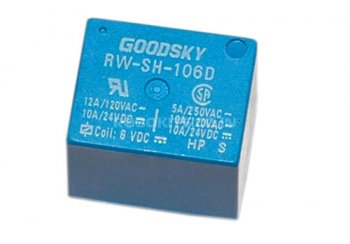 GOODSKY
RW-SH-106D
12A/120VAC~ 5A/250VAC~
10A/24VDC⎓ 10A/120VAC~
Coil: 6 VDC⎓ 10A/24VDC⎓
HP S